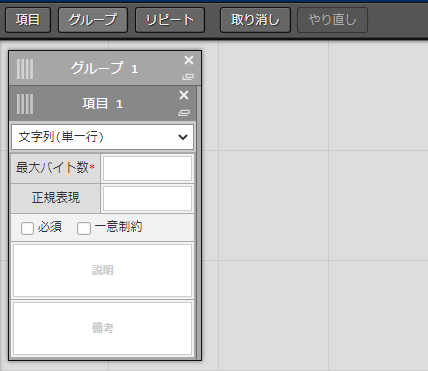 項目 グループ リピート 取り消し やり直し
グループ 1
項目 1
文字列(単一行)
最大バイト数*
正規表現
必須 一意制約
説明
備考